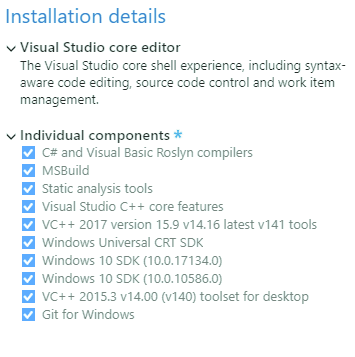 Installation details
Visual Studio core editor
The Visual Studio core shell experience, including syntax-
aware code editing, source code control and work item
management.
Individual components *
C# and Visual Basic Roslyn compilers
MSBuild
Static analysis tools
Visual Studio C++ core features
VC++ 2017 version 15.9 v14.16 latest v141 tools
Windows Universal CRT SDK
Windows 10 SDK (10.0.17134.0)
Windows 10 SDK (10.0.10586.0)
VC++ 2015.3 v14.00 (v140) toolset for desktop
Git for Windows